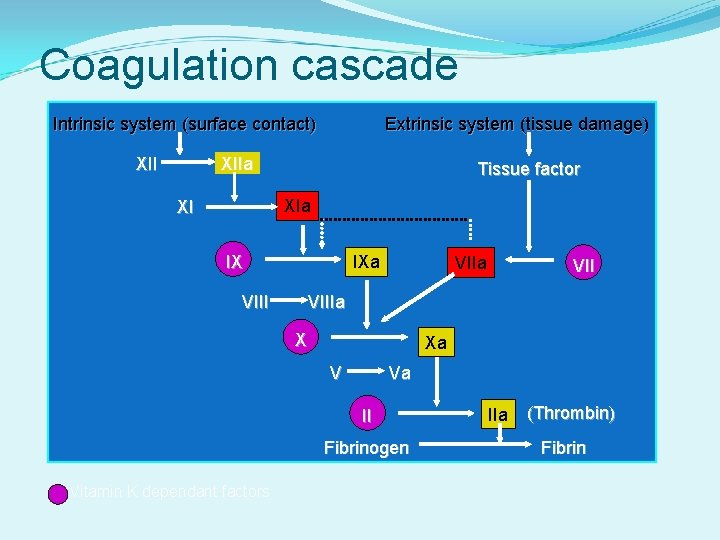 Coagulation cascade
Intrinsic system (surface contact) Extrinsic system (tissue damage)
XII XIIa Tissue factor
XI XIa
IX IXa VIIa VII
VIII VIIIa
X Xa
V Va
II IIa (Thrombin)
Fibrinogen Fibrin
Vitamin K dependant factors